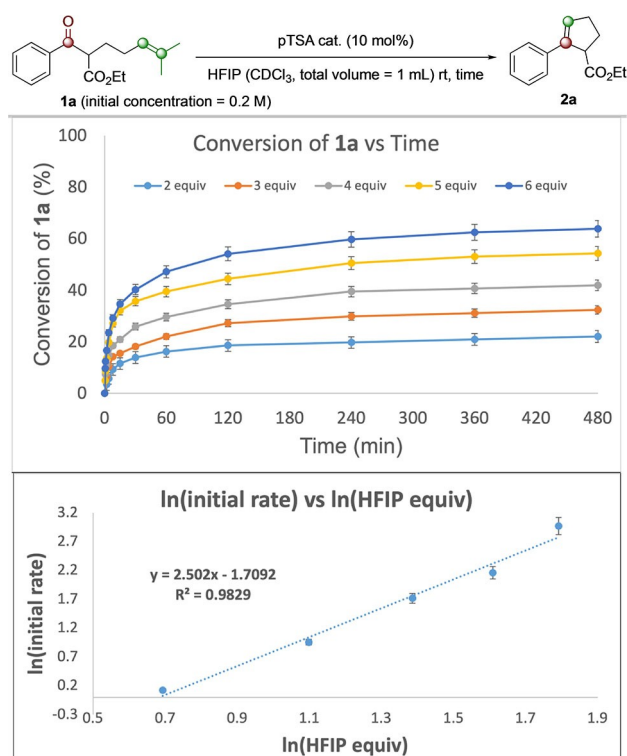 O
Ph
CO₂Et
1a (initial concentration = 0.2 M)
pTSA cat. (10 mol%)
HFIP (CDCl₃, total volume = 1 mL) rt, time
CO₂Et
2a
Conversion of 1a vs Time
2 equiv 3 equiv 4 equiv 5 equiv 6 equiv
Conversion of 1a (%)
100
80
60
40
20
0
0 60 120 180 240 300 360 420 480
Time (min)
ln(initial rate) vs ln(HFIP equiv)
ln(initial rate)
3.2
2.7
2.2
1.7
1.2
0.7
0.2
-0.3
y = 2.502x - 1.7092
R² = 0.9829
0.5 0.7 0.9 1.1 1.3 1.5 1.7 1.9
ln(HFIP equiv)